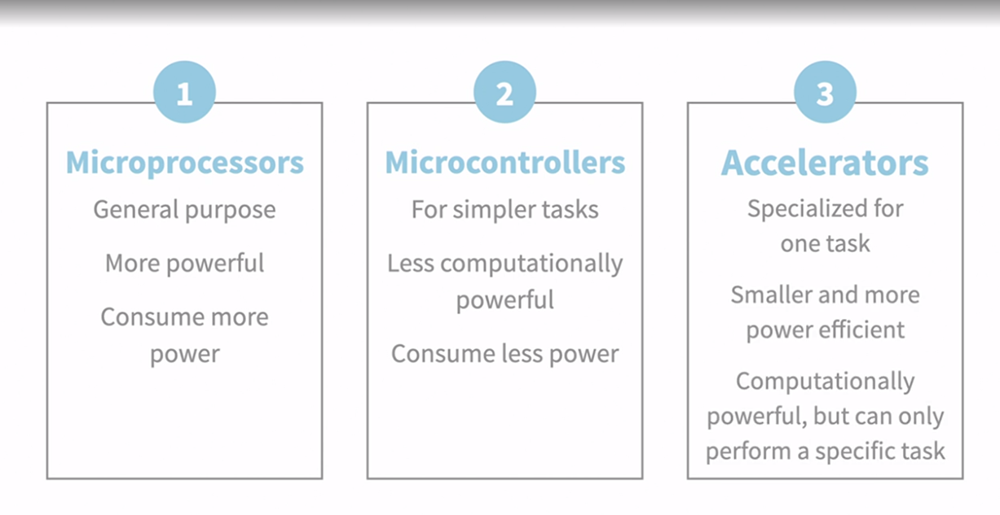 1
Microprocessors
General purpose
More powerful
Consume more
power
2
Microcontrollers
For simpler tasks
Less computationally
powerful
Consume less power
3
Accelerators
Specialized for
one task
Smaller and more
power efficient
Computationally
powerful, but can only
perform a specific task